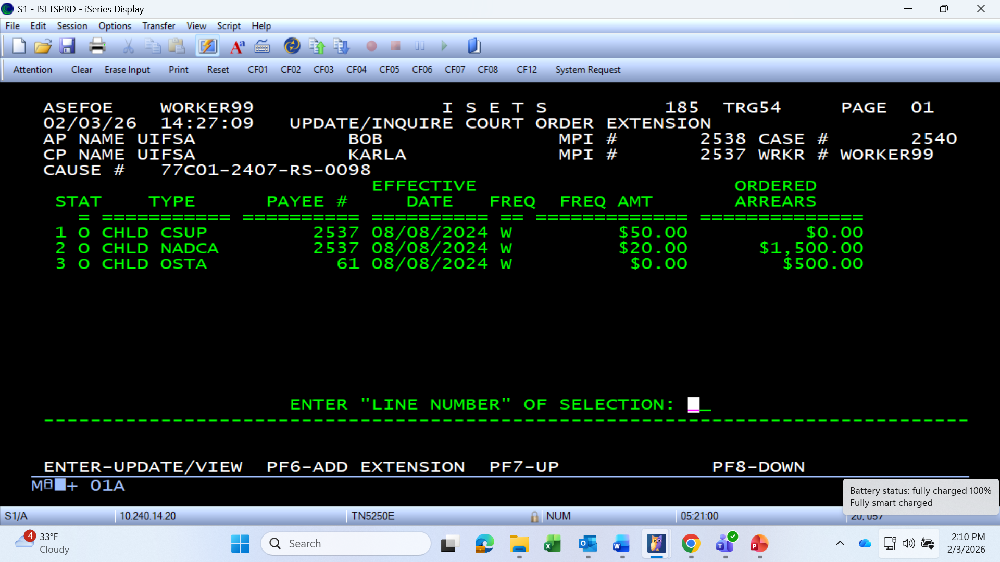 S1 - ISETSPRD - iSeries Display
File Edit Session Options Transfer View Script Help
Attention Clear Erase Input Print Reset CF01 CF02 CF03 CF04 CF05 CF06 CF07 CF08 CF12 System Request
ASEFOE WORKER99 I S E T S 185 TRG54 PAGE 01
02/03/26 14:27:09 UPDATE/INQUIRE COURT ORDER EXTENSION
AP NAME UIFSA BOB MPI # 2538 CASE # 2540
CP NAME UIFSA KARLA MPI # 2537 WRKR # WORKER99
CAUSE # 77C01-2407-RS-0098
EFFECTIVE ORDERED
STAT TYPE PAYEE # DATE FREQ FREQ AMT ARREARS
= =========== ========== ========== == ============= ==============
1 O CHLD CSUP 2537 08/08/2024 W $50.00 $0.00
2 O CHLD NADCA 2537 08/08/2024 W $20.00 $1,500.00
3 O CHLD OSTA 61 08/08/2024 W $0.00 $500.00
ENTER "LINE NUMBER" OF SELECTION: _
-------------------------------------------------------------------------------
ENTER-UPDATE/VIEW PF6-ADD EXTENSION PF7-UP PF8-DOWN
M + 01A
Battery status: fully charged 100%
Fully smart charged
S1/A 10.240.14.20 TN5250E NUM 05:21:00
4 33°F
Cloudy
Search
2:10 PM
2/3/2026